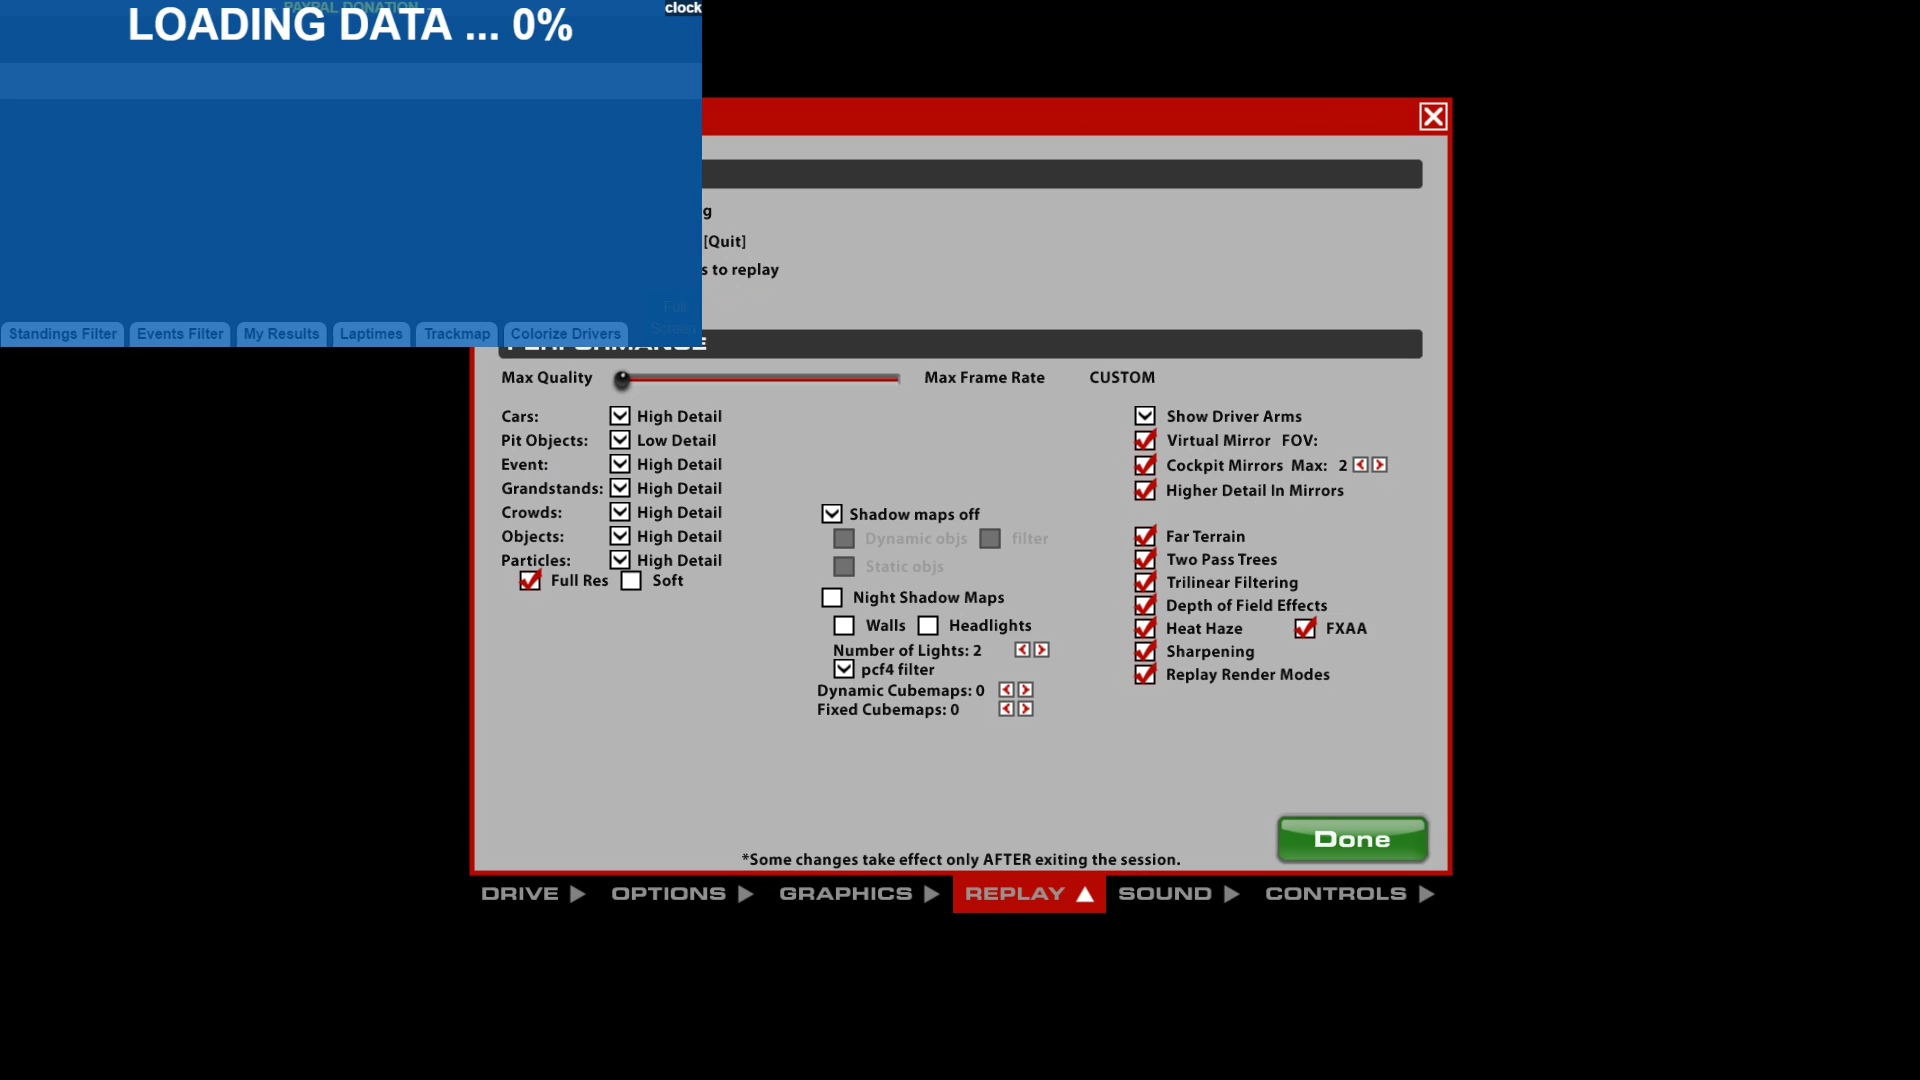 - PAYPAL DONATION -
LOADING DATA ... 0%
clock
g
[Quit]
s to replay
Full
Screen
Standings Filter Events Filter My Results Laptimes Trackmap Colorize Drivers
PERFORMANCE
Max Quality Max Frame Rate CUSTOM
Cars: High Detail
Pit Objects: Low Detail
Event: High Detail
Grandstands: High Detail
Crowds: High Detail
Objects: High Detail
Particles: High Detail
Full Res Soft
Shadow maps off
Dynamic objs filter
Static objs
Night Shadow Maps
Walls Headlights
Number of Lights: 2
pcf4 filter
Dynamic Cubemaps: 0
Fixed Cubemaps: 0
Show Driver Arms
Virtual Mirror FOV:
Cockpit Mirrors Max: 2
Higher Detail In Mirrors
Far Terrain
Two Pass Trees
Trilinear Filtering
Depth of Field Effects
Heat Haze FXAA
Sharpening
Replay Render Modes
Done
*Some changes take effect only AFTER exiting the session.
DRIVE OPTIONS GRAPHICS REPLAY SOUND CONTROLS